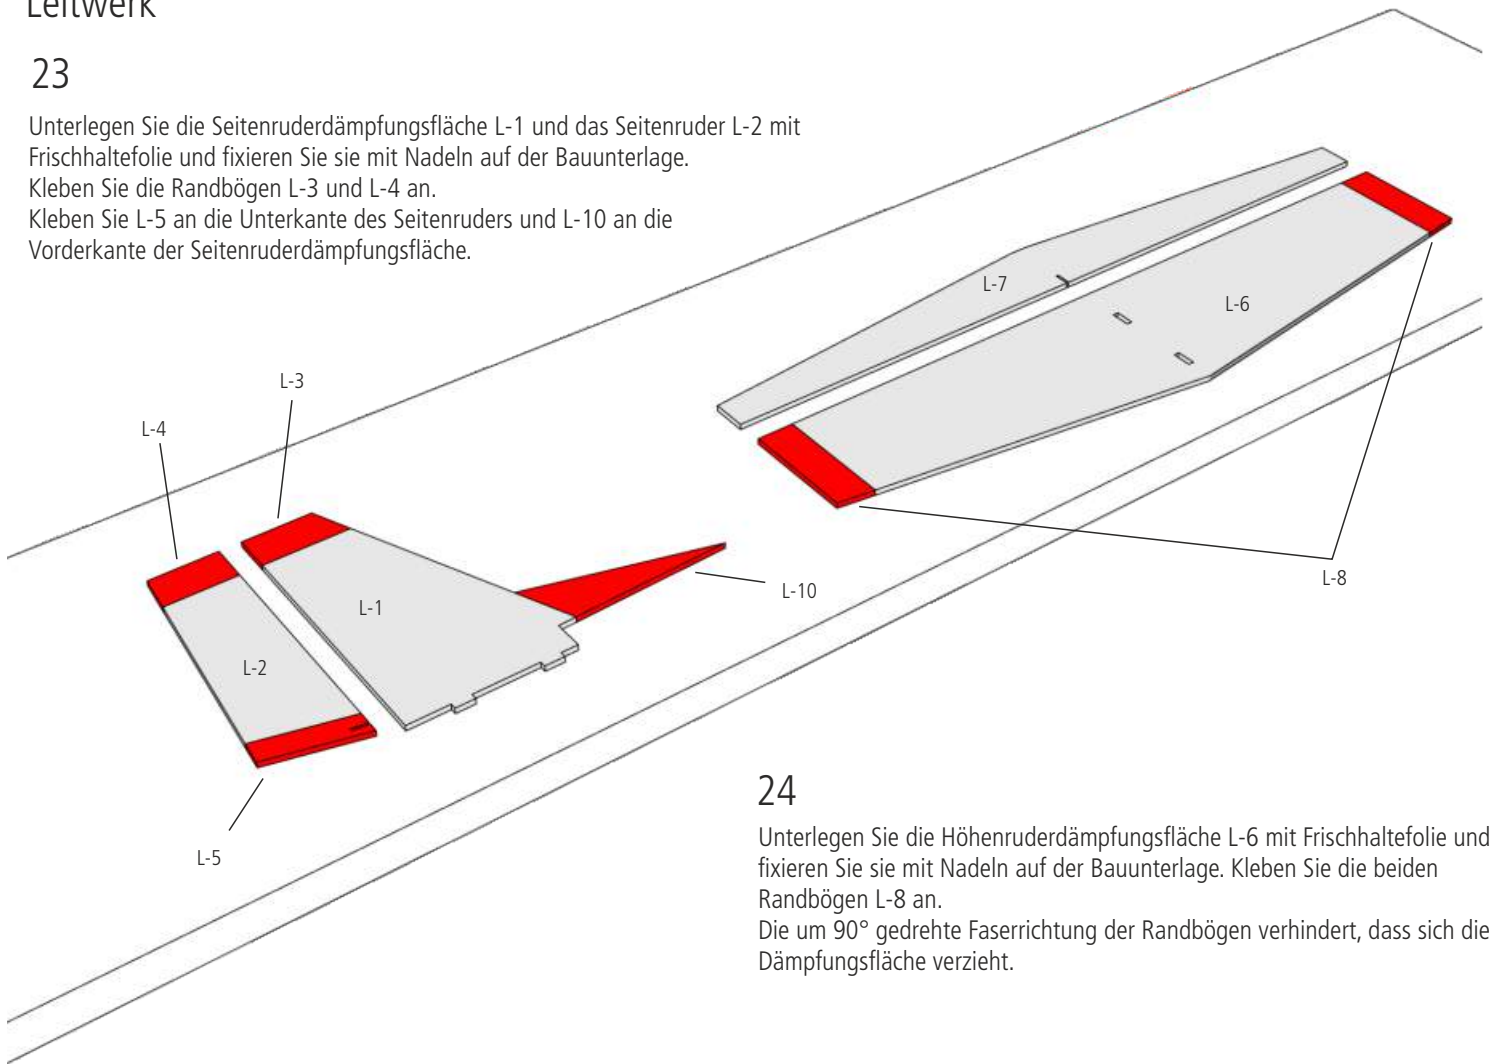 Leitwerk
23
Unterlegen Sie die Seitenruderdämpfungsfläche L-1 und das Seitenruder L-2 mit
Frischhaltefolie und fixieren Sie sie mit Nadeln auf der Bauunterlage.
Kleben Sie die Randbögen L-3 und L-4 an.
Kleben Sie L-5 an die Unterkante des Seitenruders und L-10 an die
Vorderkante der Seitenruderdämpfungsfläche.
L-7
L-6
L-3
L-4
L-8
L-10
L-1
L-2
L-5
24
Unterlegen Sie die Höhenruderdämpfungsfläche L-6 mit Frischhaltefolie und
fixieren Sie sie mit Nadeln auf der Bauunterlage. Kleben Sie die beiden
Randbögen L-8 an.
Die um 90° gedrehte Faserrichtung der Randbögen verhindert, dass sich die
Dämpfungsfläche verzieht.